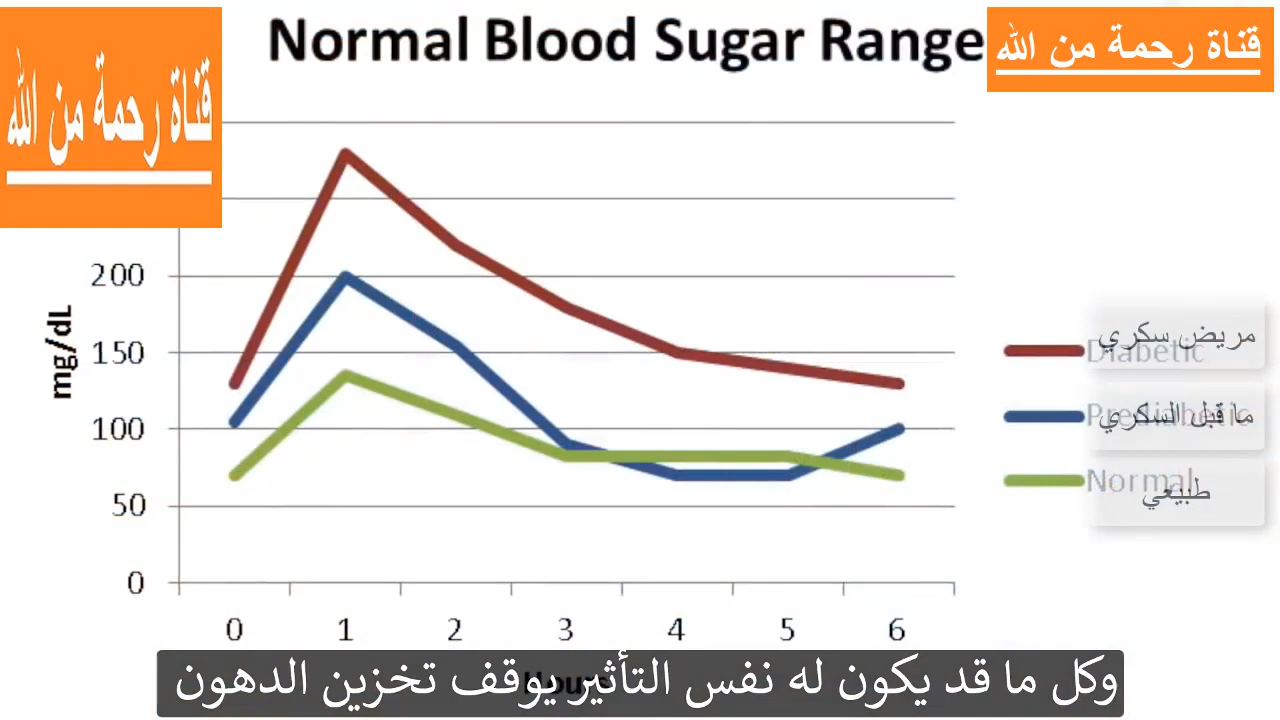 Normal Blood Sugar Range
قناة رحمة من الله
قناة رحمة من الله
200
150
100
50
0
mg/dL
0 1 2 3 4 5 6
Hours
Diabetic
مريض سكري
Prediabetic
ما قبل السكري
Normal
طبيعي
وكل ما قد يكون له نفس التأثير يوقف تخزين الدهون